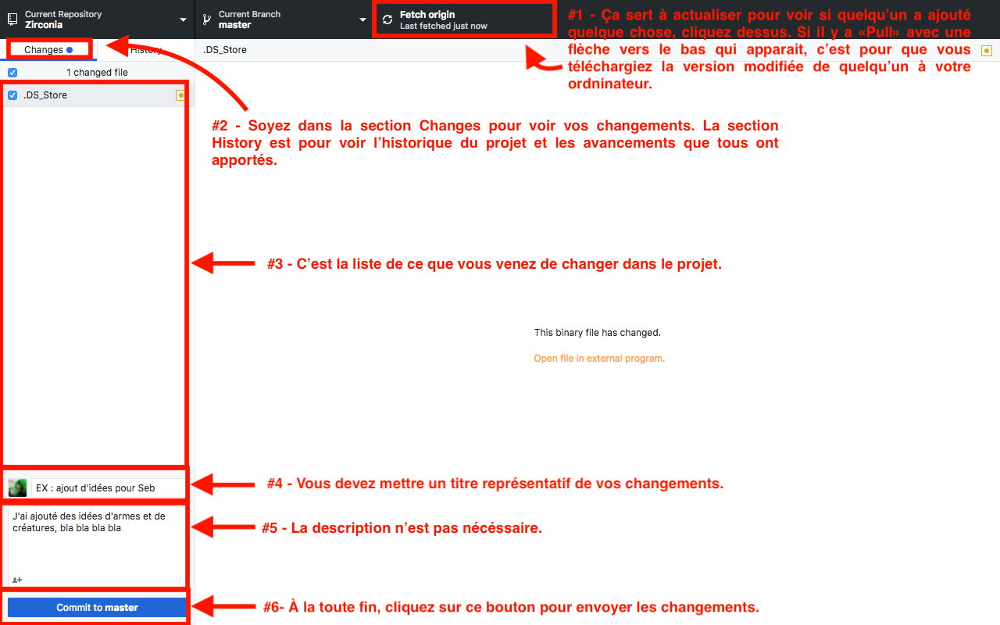 Current Repository
Zirconia
Current Branch
master
Fetch origin
Last fetched just now
#1 - Ça sert à actualiser pour voir si quelqu'un a ajouté
quelque chose, cliquez dessus. Si il y a «Pull» avec une
flèche vers le bas qui apparait, c'est pour que vous
téléchargiez la version modifiée de quelqu'un à votre
ordninateur.
Changes
History
.DS_Store
1 changed file
.DS_Store
#2 - Soyez dans la section Changes pour voir vos changements. La section
History est pour voir l'historique du projet et les avancements que tous ont
apportés.
#3 - C'est la liste de ce que vous venez de changer dans le projet.
This binary file has changed.
Open file in external program.
EX : ajout d'idées pour Seb
#4 - Vous devez mettre un titre représentatif de vos changements.
J'ai ajouté des idées d'armes et de
créatures, bla bla bla bla
#5 - La description n'est pas nécéssaire.
Commit to master
#6- À la toute fin, cliquez sur ce bouton pour envoyer les changements.